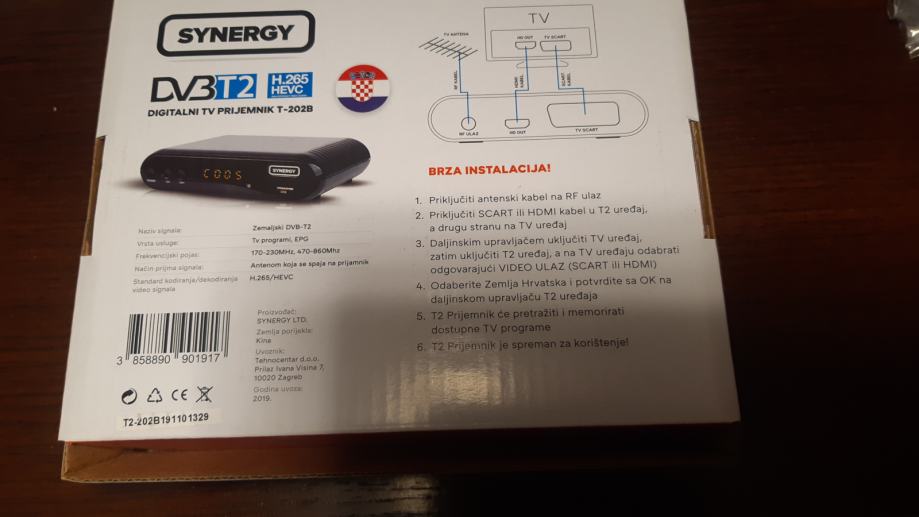 SYNERGY
DVB T2 H.265 HEVC
DIGITALNI TV PRIJEMNIK T-202B
C005
SYNERGY
Naziv signala: Zemaljski DVB-T2
Vrsta usluge: Tv programi, EPG
Frekvencijski pojas: 170-230MHz, 470-860Mhz
Način prijma signala: Antenom koja se spaja na prijamnik
Standard kodiranja/dekodiranja H.265/HEVC
video signala
3 858890 901917
Proizvođač:
SYNERGY LTD.
Zemlja porijekla:
Kina
Uvoznik:
Tehnocentar d.o.o.
Prilaz Ivana Visina 7,
10020 Zagreb
Godina uvoza:
2019.
CE
T2-202B191101329
TV
TV ANTENA
HD OUT
TV SCART
RF KABEL
HDMI KABEL
SCART KABEL
RF ULAZ
HD OUT
TV SCART
BRZA INSTALACIJA!
1. Priključiti antenski kabel na RF ulaz
2. Priključiti SCART ili HDMI kabel u T2 uređaj,
a drugu stranu na TV uređaj
3. Daljinskim upravljačem uključiti TV uređaj,
zatim uključiti T2 uređaj, a na TV uređaju odabrati
odgovarajući VIDEO ULAZ (SCART ili HDMI)
4. Odaberite Zemlja Hrvatska i potvrdite sa OK na
daljinskom upravljaču T2 uređaja
5. T2 Prijemnik će pretražiti i memorirati
dostupne TV programe
6. T2 Prijemnik je spreman za korištenje!